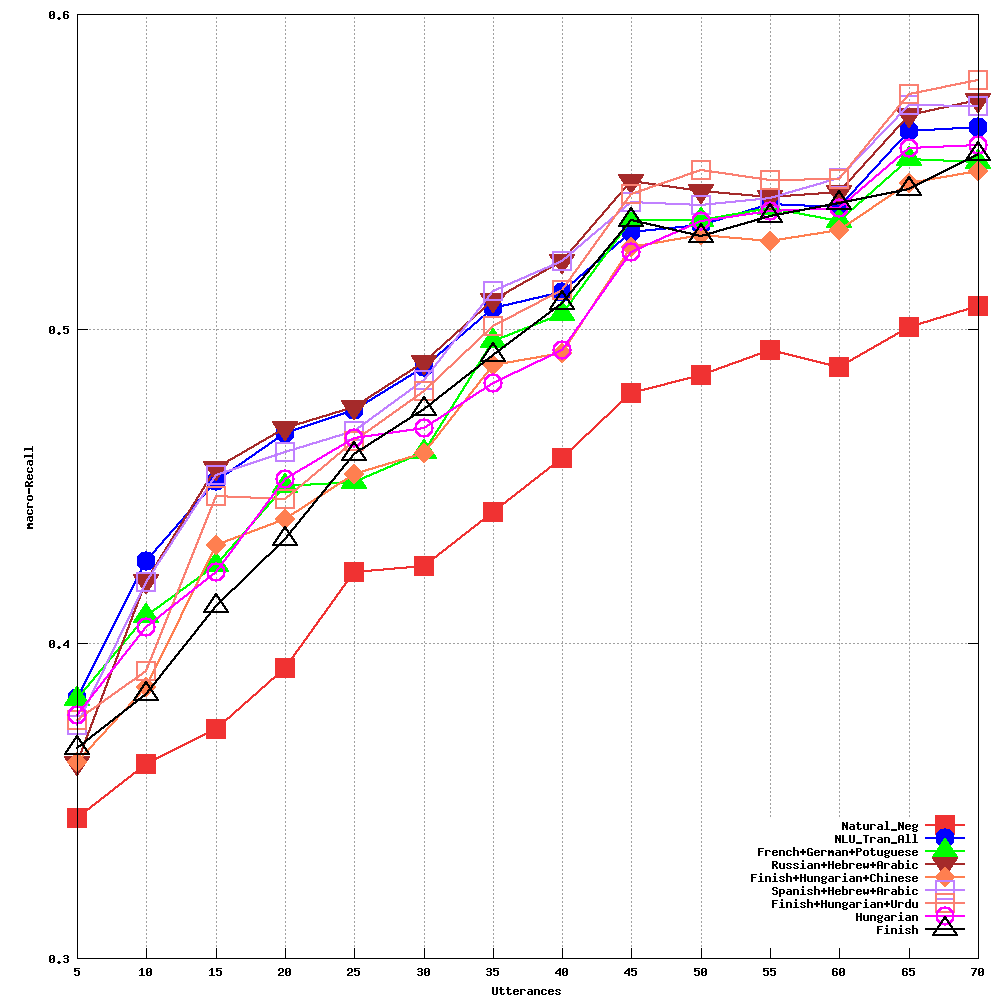 0.6
0.5
0.4
0.3
macro-Recall
Natural_Neg
NLU_Tran_All
French+German+Potuguese
Russian+Hebrew+Arabic
Finish+Hungarian+Chinese
Spanish+Hebrew+Arabic
Finish+Hungarian+Urdu
Hungarian
Finish
5 10 15 20 25 30 35 40 45 50 55 60 65 70
Utterances